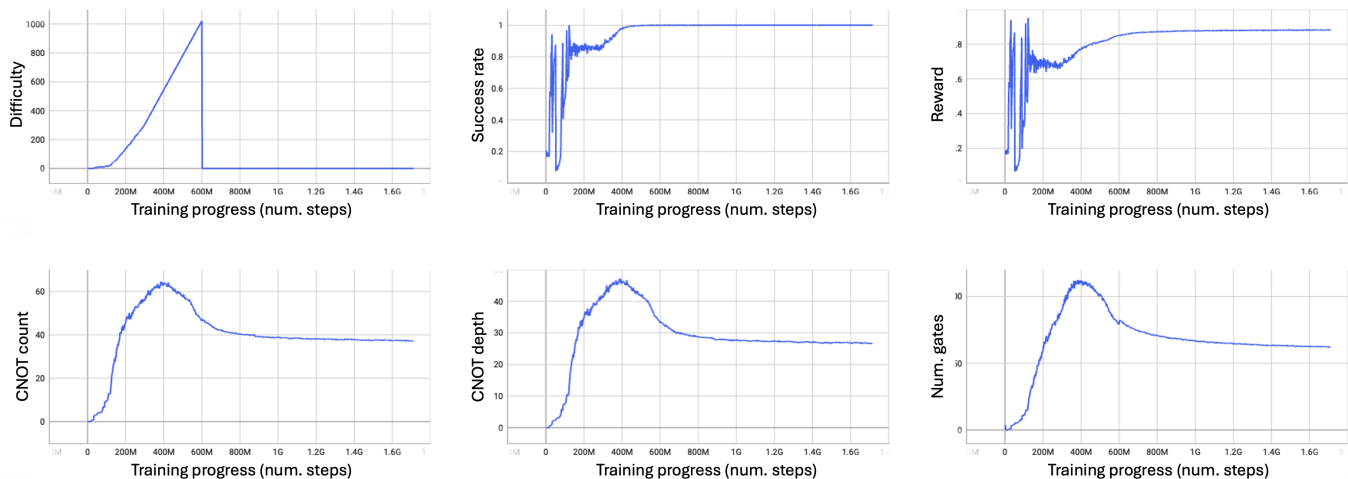 Difficulty
1000
800
600
400
200
0
0 200M 400M 600M 800M 1G 1.2G 1.4G 1.6G
Training progress (num. steps)
Success rate
1
0.8
0.6
0.4
0.2
0 200M 400M 600M 800M 1G 1.2G 1.4G 1.6G
Training progress (num. steps)
Reward
.8
.6
.4
.2
0 200M 400M 600M 800M 1G 1.2G 1.4G 1.6G
Training progress (num. steps)
CNOT count
60
40
20
0
0 200M 400M 600M 800M 1G 1.2G 1.4G 1.6G
Training progress (num. steps)
CNOT depth
40
30
20
10
0
0 200M 400M 600M 800M 1G 1.2G 1.4G 1.6G
Training progress (num. steps)
Num. gates
00
50
0
0 200M 400M 600M 800M 1G 1.2G 1.4G 1.6G
Training progress (num. steps)